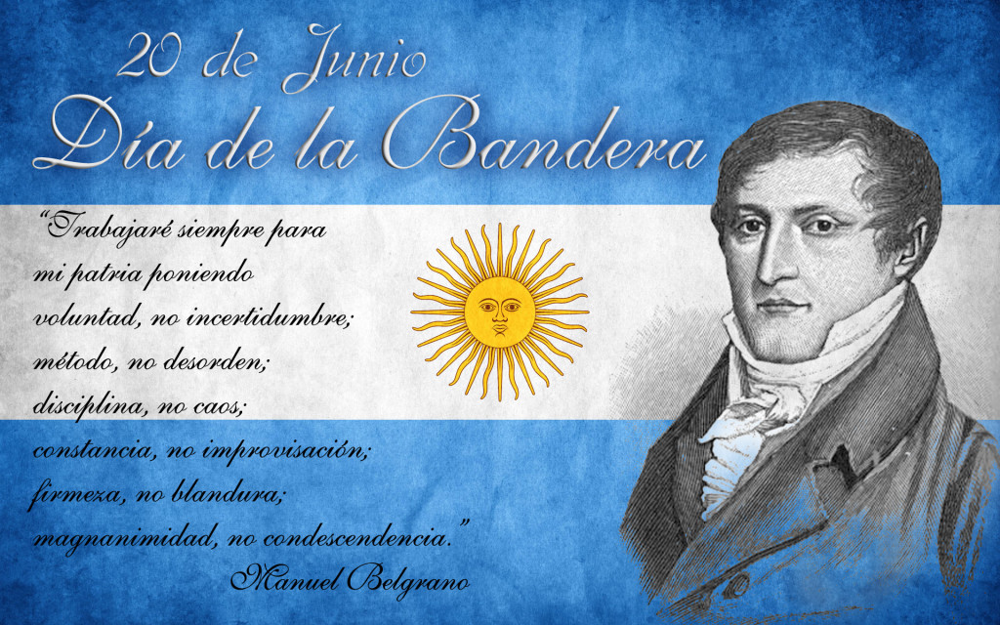 20 de Junio
Día de la Bandera
“Trabajaré siempre para
mi patria poniendo
voluntad, no incertidumbre;
método, no desorden;
disciplina, no caos;
constancia, no improvisación;
firmeza, no blandura;
magnanimidad, no condescendencia.”
Manuel Belgrano